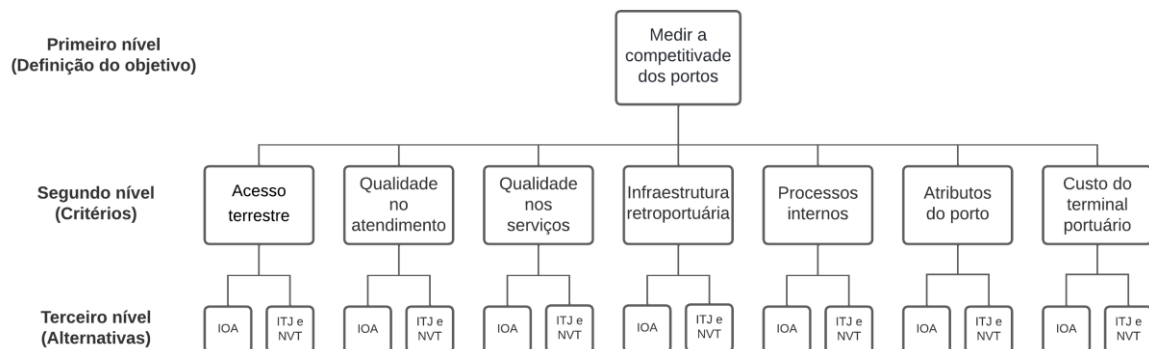 Primeiro nível
(Definição do objetivo)
Medir a
competitivade
dos portos
Segundo nível
(Critérios)
Acesso
terrestre
Qualidade
no
atendimento
Qualidade
nos
serviços
Infraestrutura
retroportuária
Processos
internos
Atributos
do porto
Custo do
terminal
portuário
Terceiro nível
(Alternativas)
IOA
ITJ e
NVT
IOA
ITJ e
NVT
IOA
ITJ e
NVT
IOA
ITJ e
NVT
IOA
ITJ e
NVT
IOA
ITJ e
NVT
IOA
ITJ e
NVT